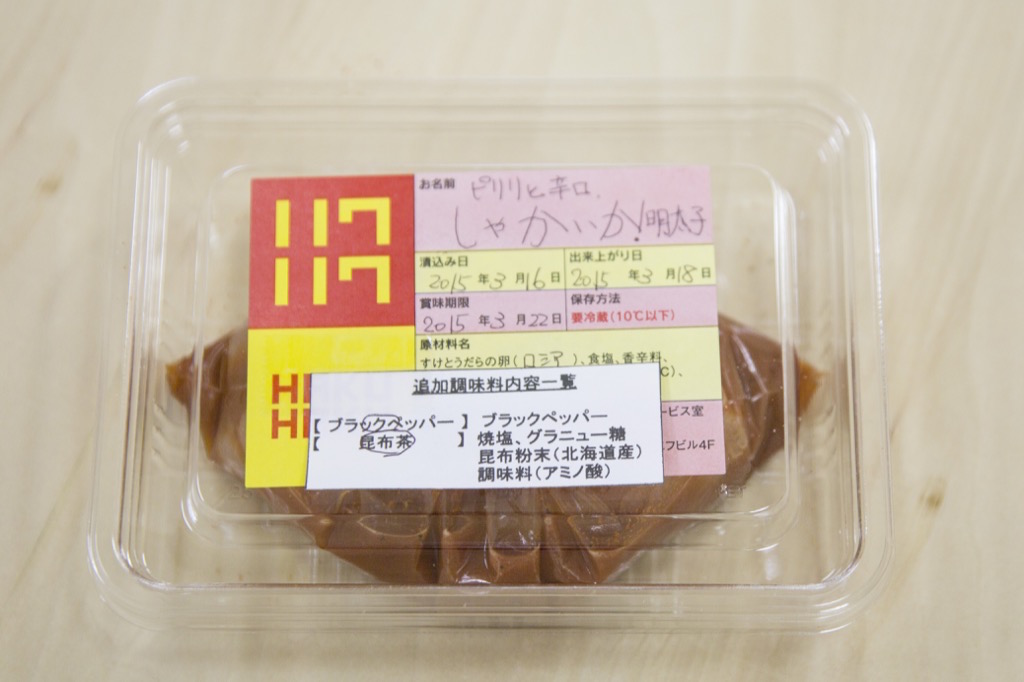 ハク
ハク
お名前
ピリリと辛口、
しゃかいか!明太子
漬込み日
2015年3月16日
出来上がり日
2015年3月18日
賞味期限
2015年3月22日
保存方法
要冷蔵(10℃以下)
原材料名
すけとうだらの卵(ロシア)、食塩、香辛料、
C)、
ービス室
フビル4F
追加調味料内容一覧
【ブラックペッパー】 ブラックペッパー
【昆布茶】 焼塩、グラニュー糖
昆布粉末(北海道産)
調味料(アミノ酸)